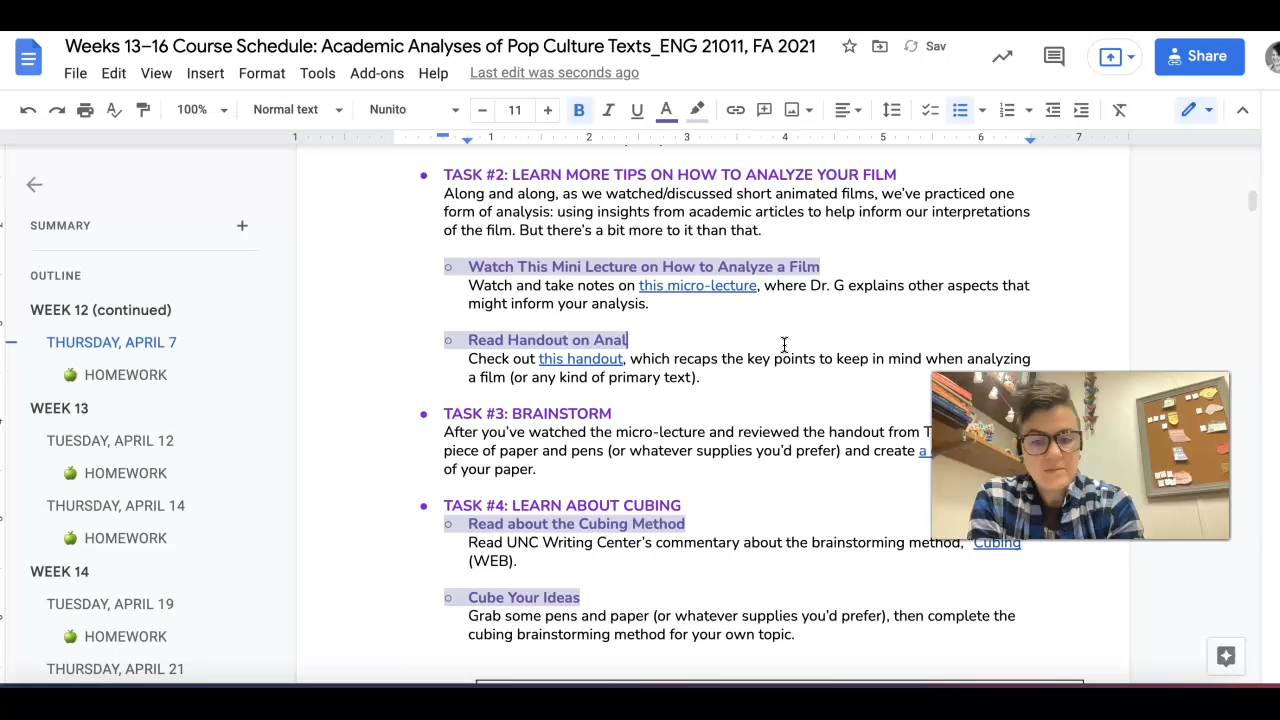 Weeks 13–16 Course Schedule: Academic Analyses of Pop Culture Texts_ENG 21011, FA 2021
Sav
File Edit View Insert Format Tools Add-ons Help Last edit was seconds ago
Share
100% Normal text Nunito − 11 + B I U A
1 1 2 3 4 5 6 7
SUMMARY +
OUTLINE
WEEK 12 (continued)
THURSDAY, APRIL 7
HOMEWORK
WEEK 13
TUESDAY, APRIL 12
HOMEWORK
THURSDAY, APRIL 14
HOMEWORK
WEEK 14
TUESDAY, APRIL 19
HOMEWORK
THURSDAY, APRIL 21
● TASK #2: LEARN MORE TIPS ON HOW TO ANALYZE YOUR FILM
Along and along, as we watched/discussed short animated films, we’ve practiced one
form of analysis: using insights from academic articles to help inform our interpretations
of the film. But there’s a bit more to it than that.
○ Watch This Mini Lecture on How to Analyze a Film
Watch and take notes on this micro-lecture, where Dr. G explains other aspects that
might inform your analysis.
○ Read Handout on Anal
Check out this handout, which recaps the key points to keep in mind when analyzing
a film (or any kind of primary text).
● TASK #3: BRAINSTORM
After you’ve watched the micro-lecture and reviewed the handout from T
piece of paper and pens (or whatever supplies you’d prefer) and create a
of your paper.
● TASK #4: LEARN ABOUT CUBING
○ Read about the Cubing Method
Read UNC Writing Center’s commentary about the brainstorming method, “Cubing
(WEB).
○ Cube Your Ideas
Grab some pens and paper (or whatever supplies you’d prefer), then complete the
cubing brainstorming method for your own topic.